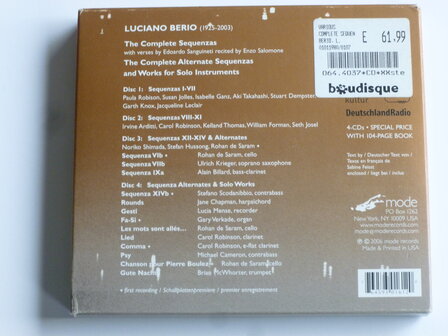 LUCIANO BERIO (1925-2003)
The Complete Sequenzas
with verses by Edoardo Sanguineti recited by Enzo Salomone
The Complete Alternate Sequenzas
and Works for Solo Instruments
Disc 1: Sequenzas I-VII
Paula Robison, Susan Jolles, Isabelle Ganz, Aki Takahashi, Stuart Dempster,
Garth Knox, Jacqueline Leclair
Disc 2: Sequenzas VIII-XI
Irvine Arditti, Carol Robinson, Kelland Thomas, William Forman, Seth Josel
Disc 3: Sequenzas XII-XIV & Alternates
Noriko Shimada, Stefan Hussong, Rohan de Saram •
Sequenza VIb • Rohan de Saram, cello
Sequenza VIIb Ulrich Krieger, soprano saxophone
Sequenza IXa Alain Billard, bass-clarinet
Disc 4: Sequenza Alternates & Solo Works
Sequenza XIVb • Stefano Scodanibbio, contrabass
Rounds Jane Chapman, harpsichord
Gesti Lucia Mense, recorder
Fa-Si • Gary Verkade, organ
Les mots sont allés... Rohan de Saram, cello
Lied Carol Robinson, clarinet
Comma • Carol Robinson, e-flat clarinet
Psy Michael Cameron, contrabass
Chanson pour Pierre Boulez Rohan de Saram, cello
Gute Nacht Brian McWhorter, trumpet
• first recording / Schallplattenpremière / premier enregistrement
VARIOUS
COMPLETE SEQUEN
BERIO, L.
01011980/0107
E 61.99
064.4037*CD*XXste
boudisque
kultur
DeutschlandRadio
4-CDs • SPECIAL PRICE
WITH 104-PAGE BOOK
Text by / Deutscher Text von /
Texte en français de
Sabine Feisst
enclosed / liegt bei / inclus
mode
PO Box 1262
New York, NY 10009 USA
www.moderecords.com
© 2006 mode records
Made & Printed in USA